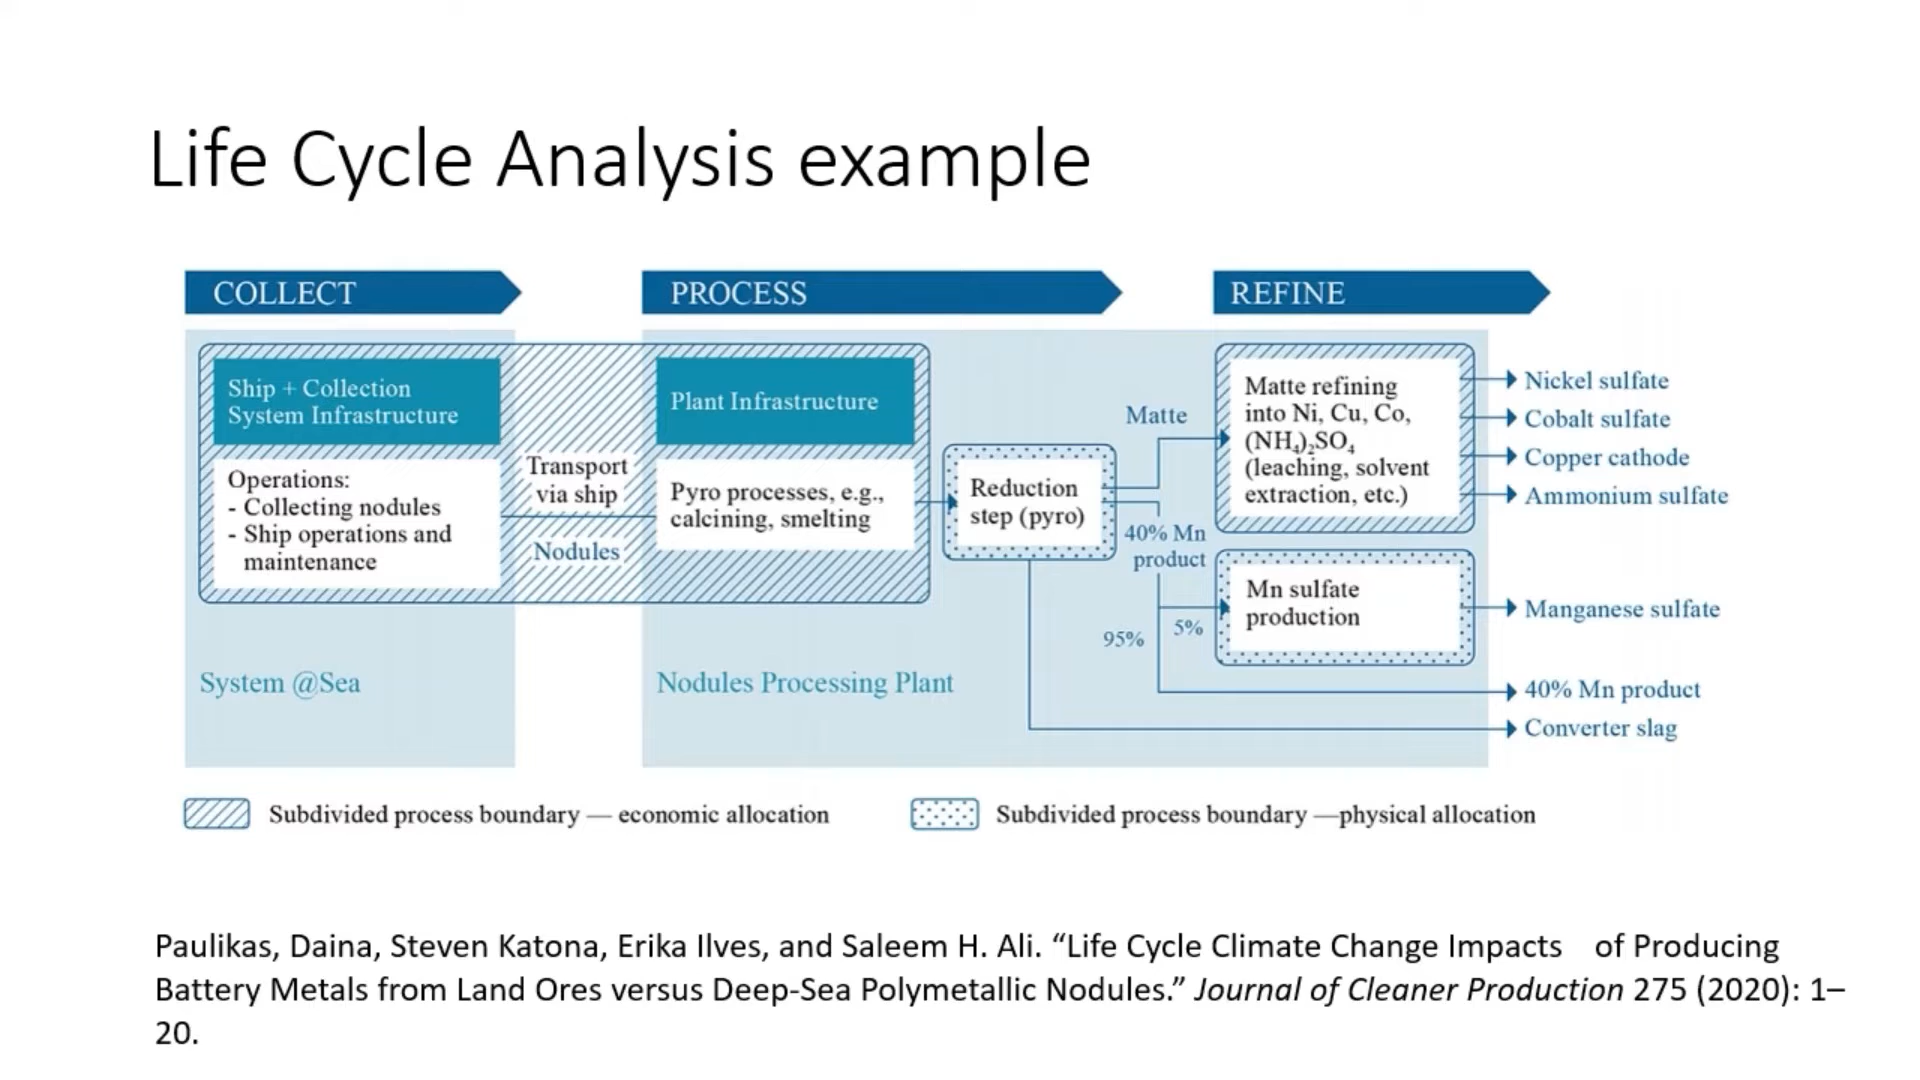 Life Cycle Analysis example
COLLECT
PROCESS
REFINE
Ship + Collection
System Infrastructure
Operations:
- Collecting nodules
- Ship operations and
maintenance
System @Sea
Transport
via ship
Nodules
Plant Infrastructure
Pyro processes, e.g.,
calcining, smelting
Nodules Processing Plant
Reduction
step (pyro)
Matte
40% Mn
product
95%
5%
Matte refining
into Ni, Cu, Co,
(NH₄)₂SO₄
(leaching, solvent
extraction, etc.)
Mn sulfate
production
Nickel sulfate
Cobalt sulfate
Copper cathode
Ammonium sulfate
Manganese sulfate
40% Mn product
Converter slag
Subdivided process boundary — economic allocation
Subdivided process boundary —physical allocation
Paulikas, Daina, Steven Katona, Erika Ilves, and Saleem H. Ali. “Life Cycle Climate Change Impacts of Producing
Battery Metals from Land Ores versus Deep-Sea Polymetallic Nodules.” Journal of Cleaner Production 275 (2020): 1–
20.